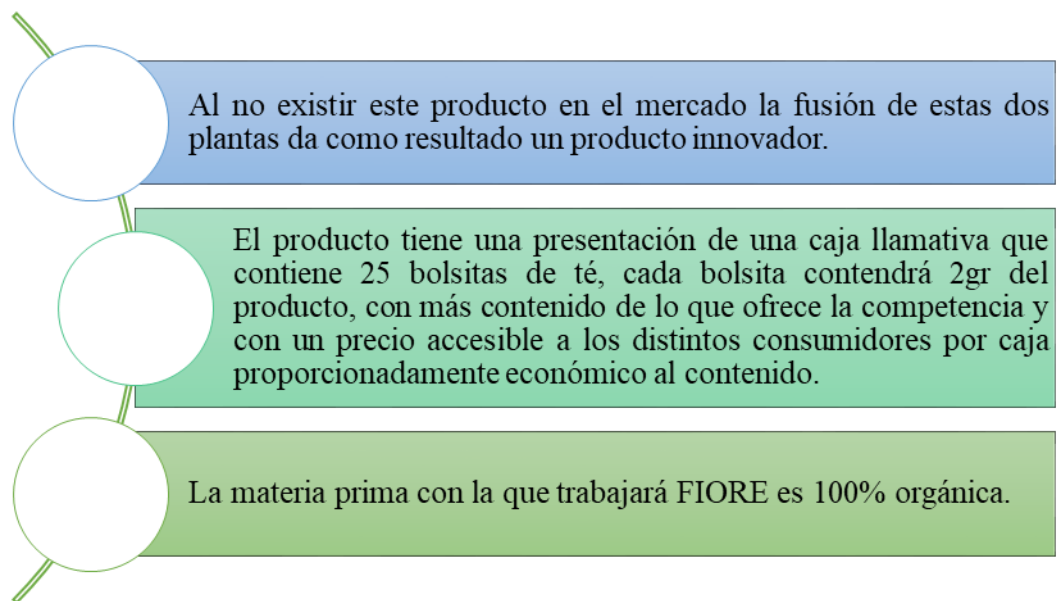 Al no existir este producto en el mercado la fusión de estas dos
plantas da como resultado un producto innovador.
El producto tiene una presentación de una caja llamativa que
contiene 25 bolsitas de té, cada bolsita contendrá 2gr del
producto, con más contenido de lo que ofrece la competencia y
con un precio accesible a los distintos consumidores por caja
proporcionadamente económico al contenido.
La materia prima con la que trabajará FIORE es 100% orgánica.